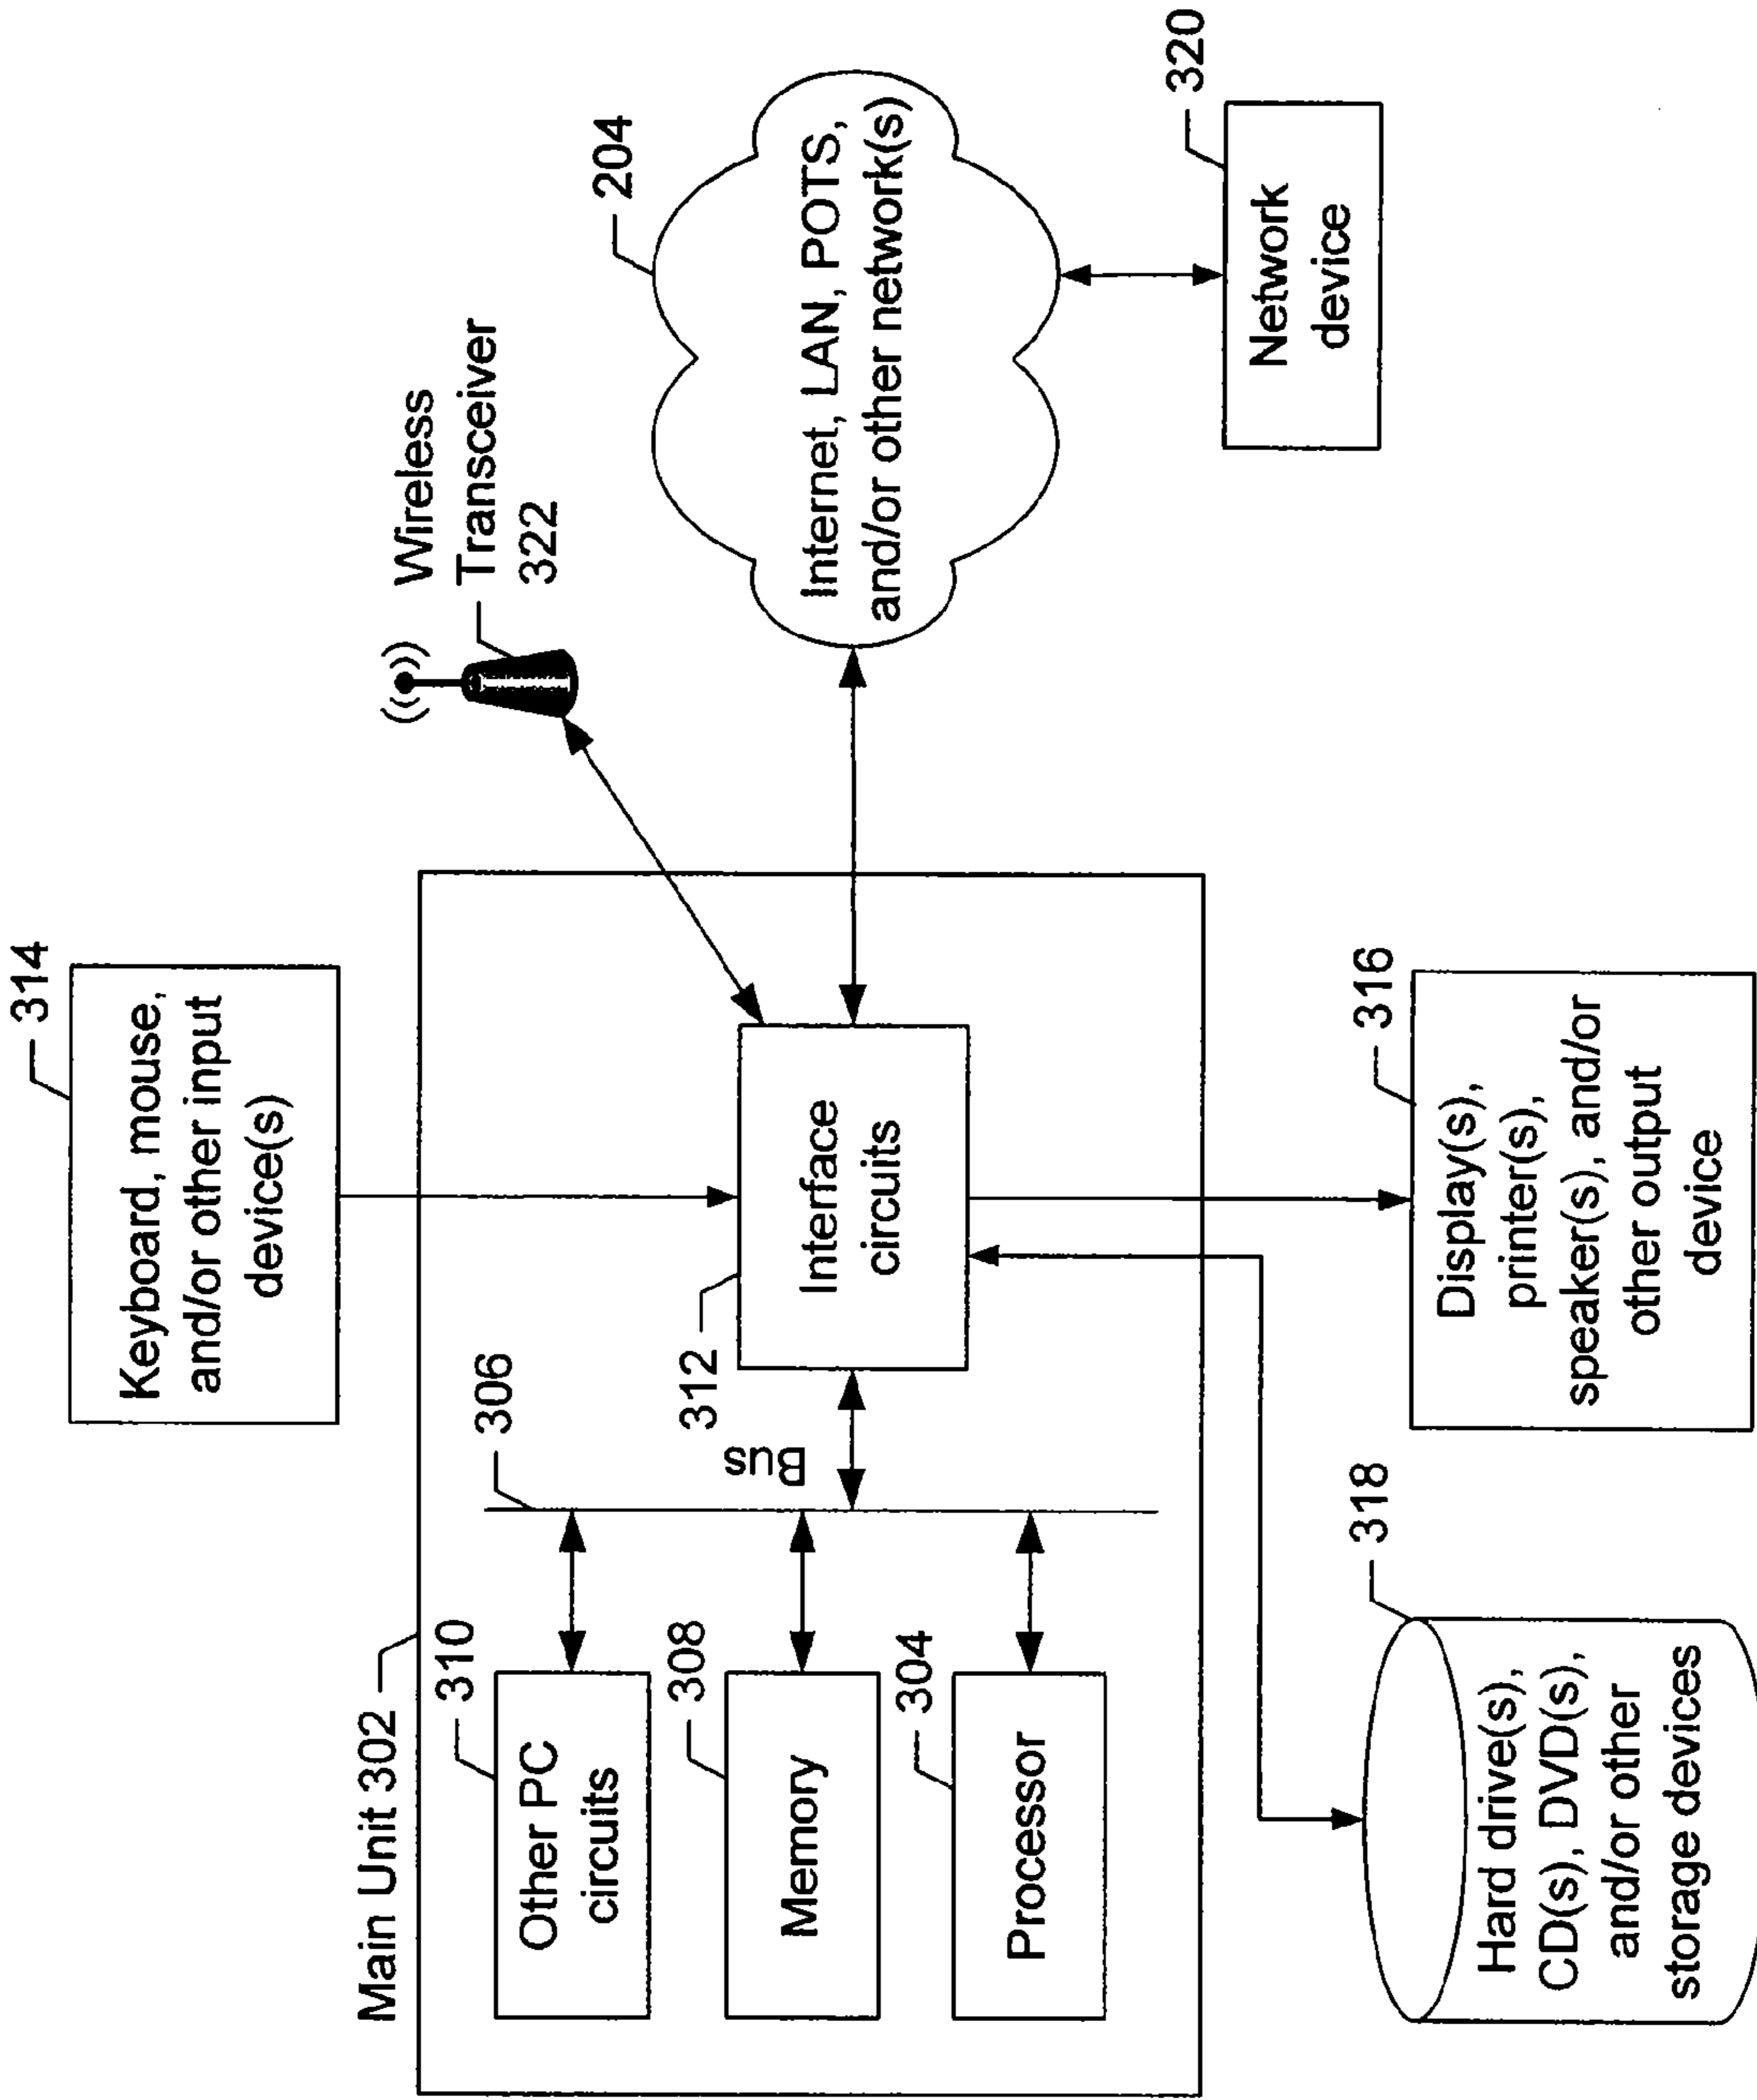 314
Keyboard, mouse,
and/or other input
device(s)
Wireless
Transceiver
322
204
Internet, LAN, POTS,
and/or other network(s)
320
Network
device
Main Unit 302
310
Other PC
circuits
308
Memory
304
Processor
306
Bus
312
Interface
circuits
318
Hard drive(s),
CD(s), DVD(s),
and/or other
storage devices
316
Display(s),
printer(s),
speaker(s), and/or
other output
device